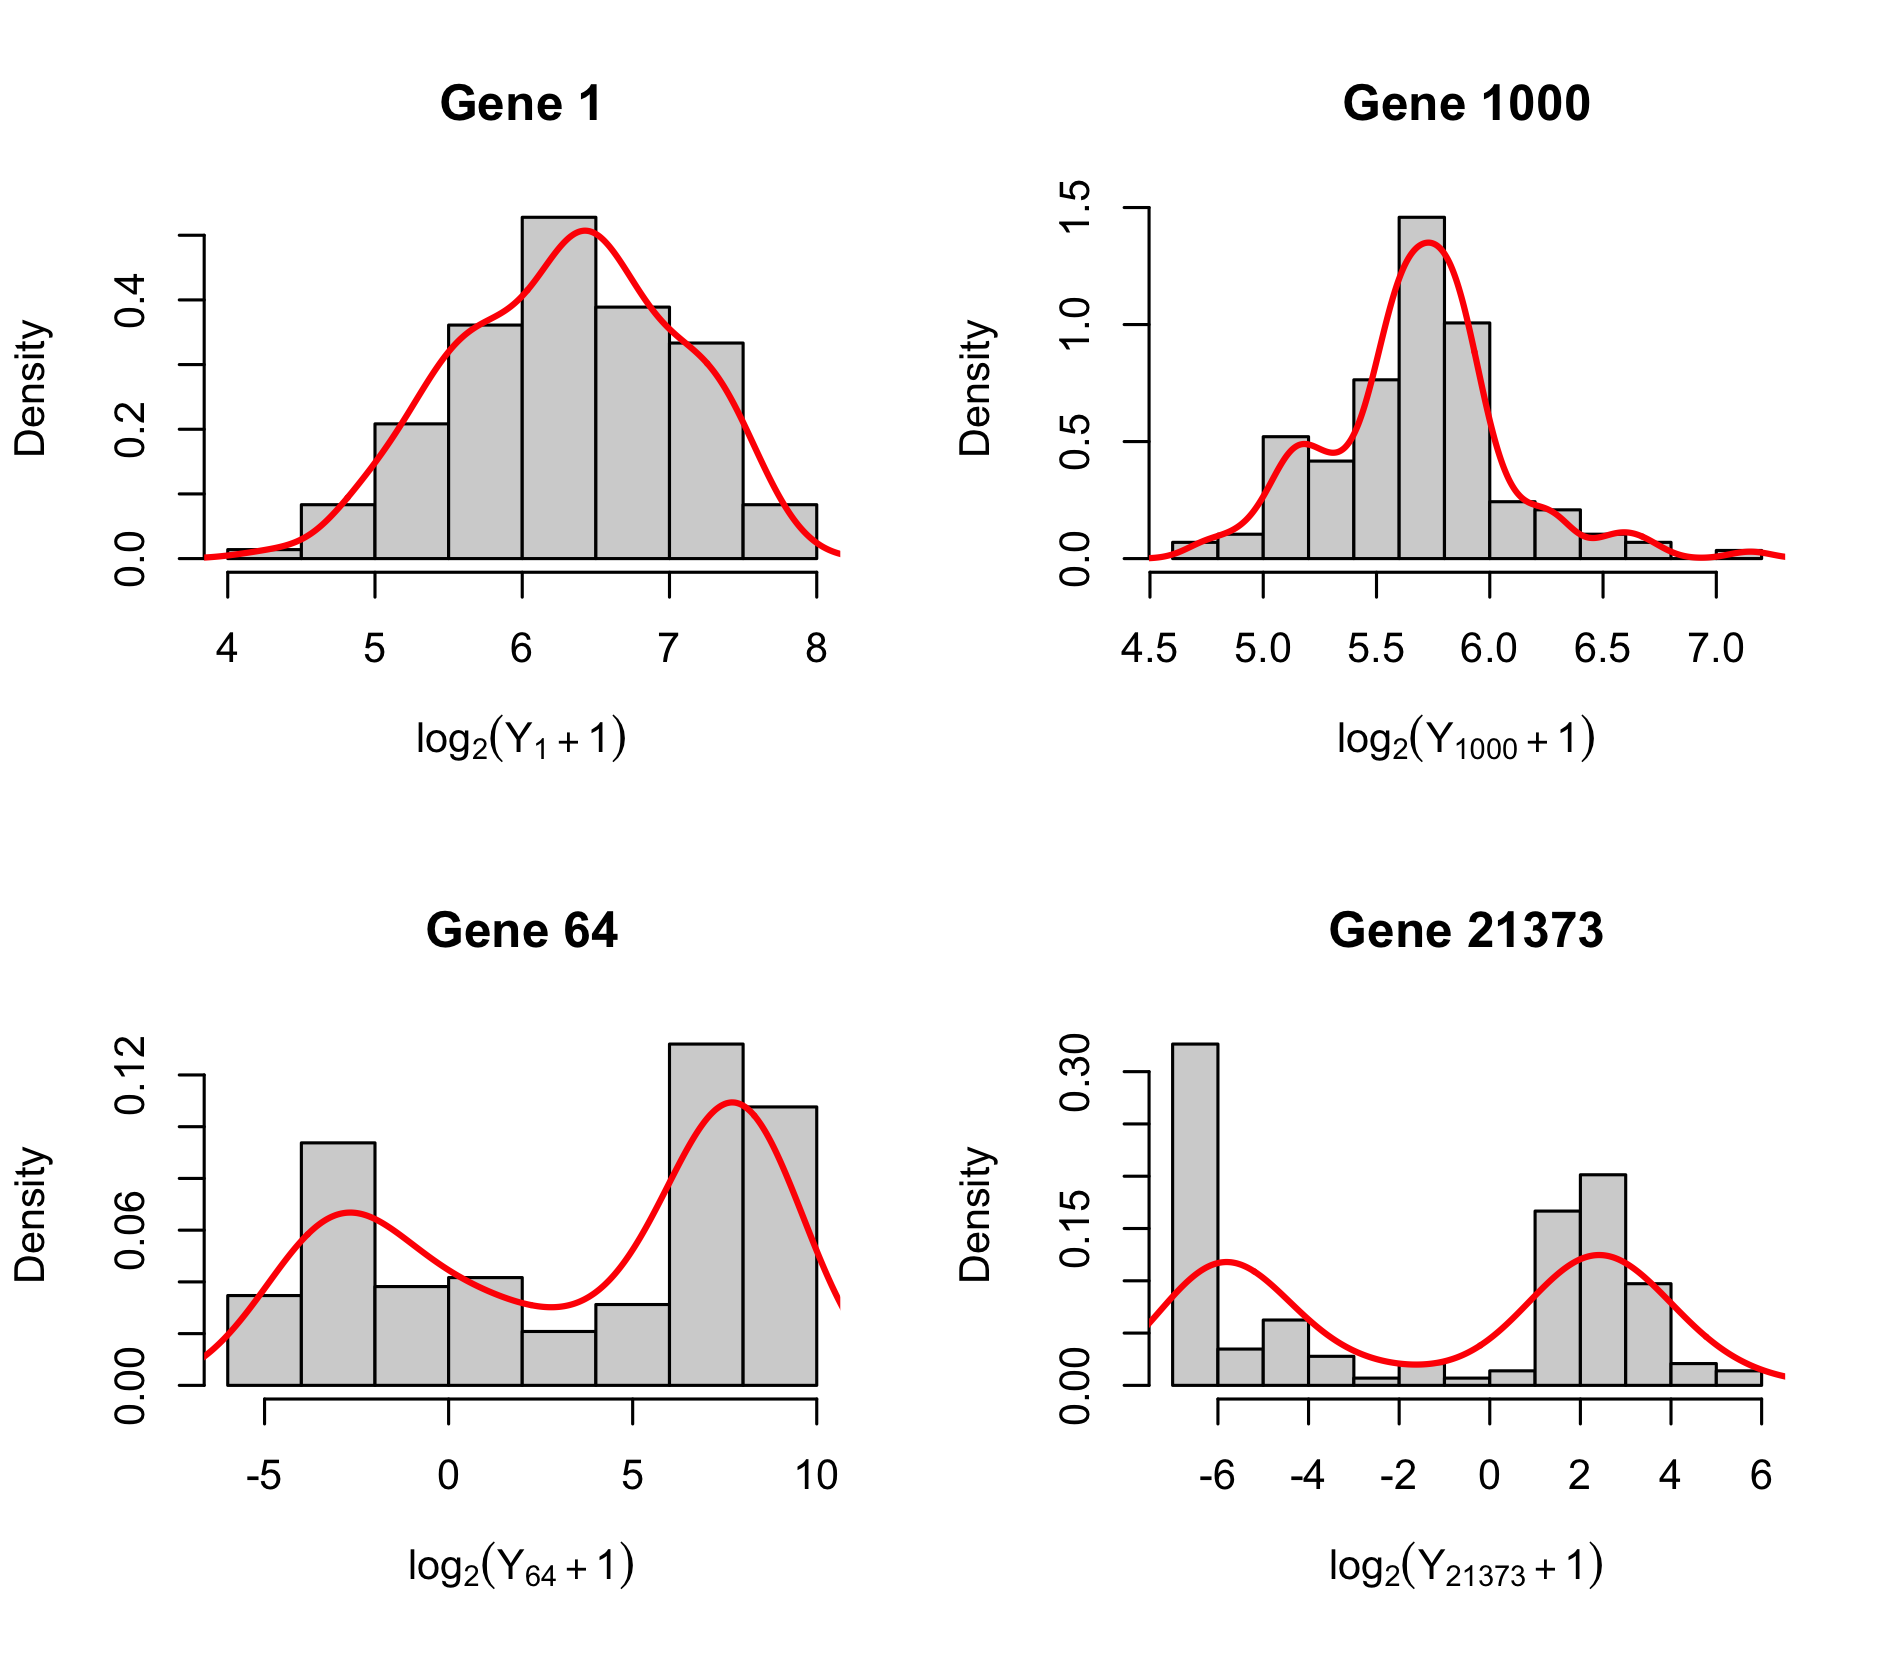 Gene 1
Density
0.0 0.2 0.4
4 5 6 7 8
log2(Y1 + 1)
Gene 1000
Density
0.0 0.5 1.0 1.5
4.5 5.0 5.5 6.0 6.5 7.0
log2(Y1000 + 1)
Gene 64
Density
0.00 0.06 0.12
-5 0 5 10
log2(Y64 + 1)
Gene 21373
Density
0.00 0.15 0.30
-6 -4 -2 0 2 4 6
log2(Y21373 + 1)